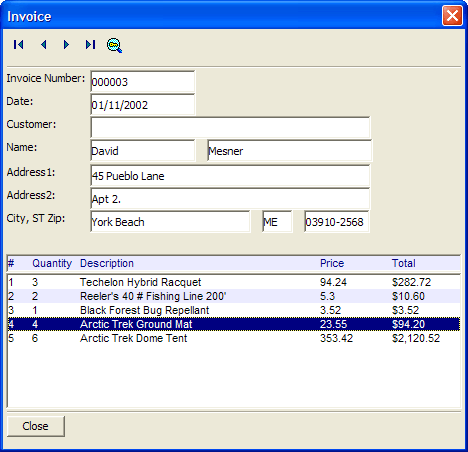 Invoice
Invoice Number: 000003
Date: 01/11/2002
Customer:
Name: David Mesner
Address1: 45 Pueblo Lane
Address2: Apt 2.
City, ST Zip: York Beach ME 03910-2568
# Quantity Description Price Total
1 3 Techelon Hybrid Racquet 94.24 $282.72
2 2 Reeler's 40 # Fishing Line 200' 5.3 $10.60
3 1 Black Forest Bug Repellant 3.52 $3.52
4 4 Arctic Trek Ground Mat 23.55 $94.20
5 6 Arctic Trek Dome Tent 353.42 $2,120.52
Close